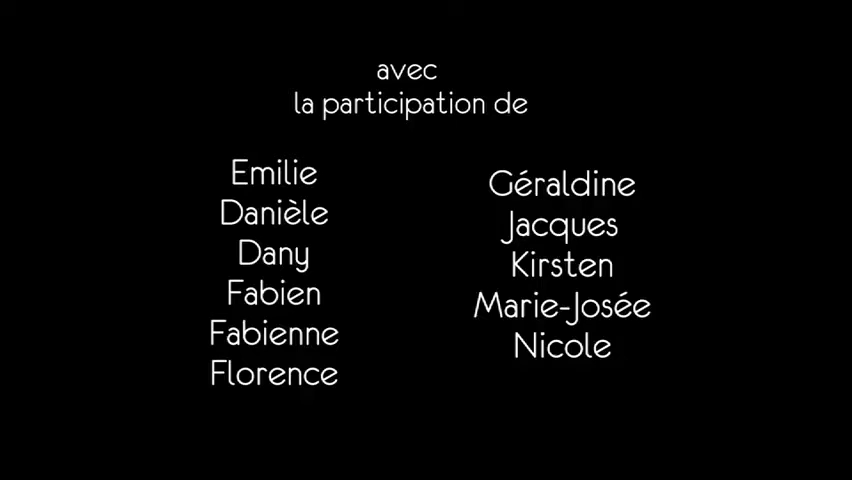 avec
la participation de
Emilie
Danièle
Dany
Fabien
Fabienne
Florence
Géraldine
Jacques
Kirsten
Marie-Josée
Nicole